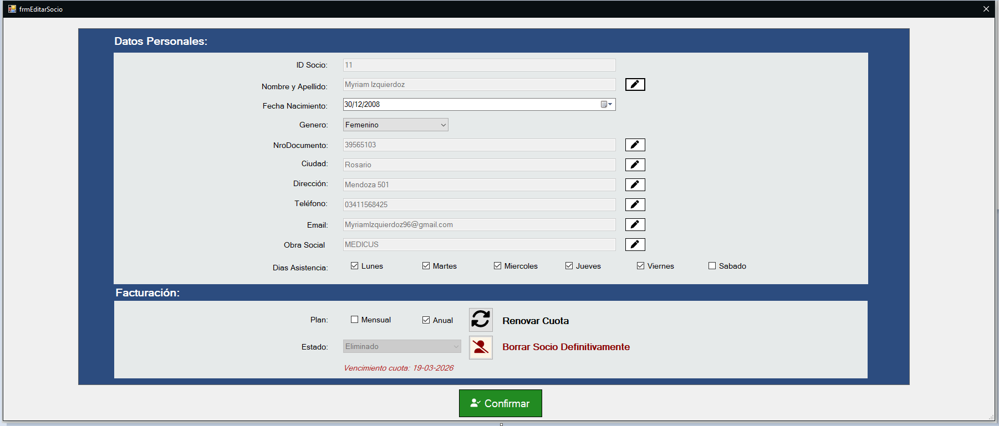 frmEditarSocio
Datos Personales:
ID Socio: 11
Nombre y Apellido: Myriam Izquierdoz
Fecha Nacimiento: 30/12/2008
Genero: Femenino
NroDocumento: 39565103
Ciudad: Rosario
Dirección: Mendoza 501
Teléfono: 03411568425
Email: MyriamIzquierdoz96@gmail.com
Obra Social MEDICUS
Dias Asistencia: Lunes Martes Miercoles Jueves Viernes Sabado
Facturación:
Plan: Mensual Anual Renovar Cuota
Estado: Eliminado Borrar Socio Definitivamente
Vencimiento cuota: 19-03-2026
Confirmar